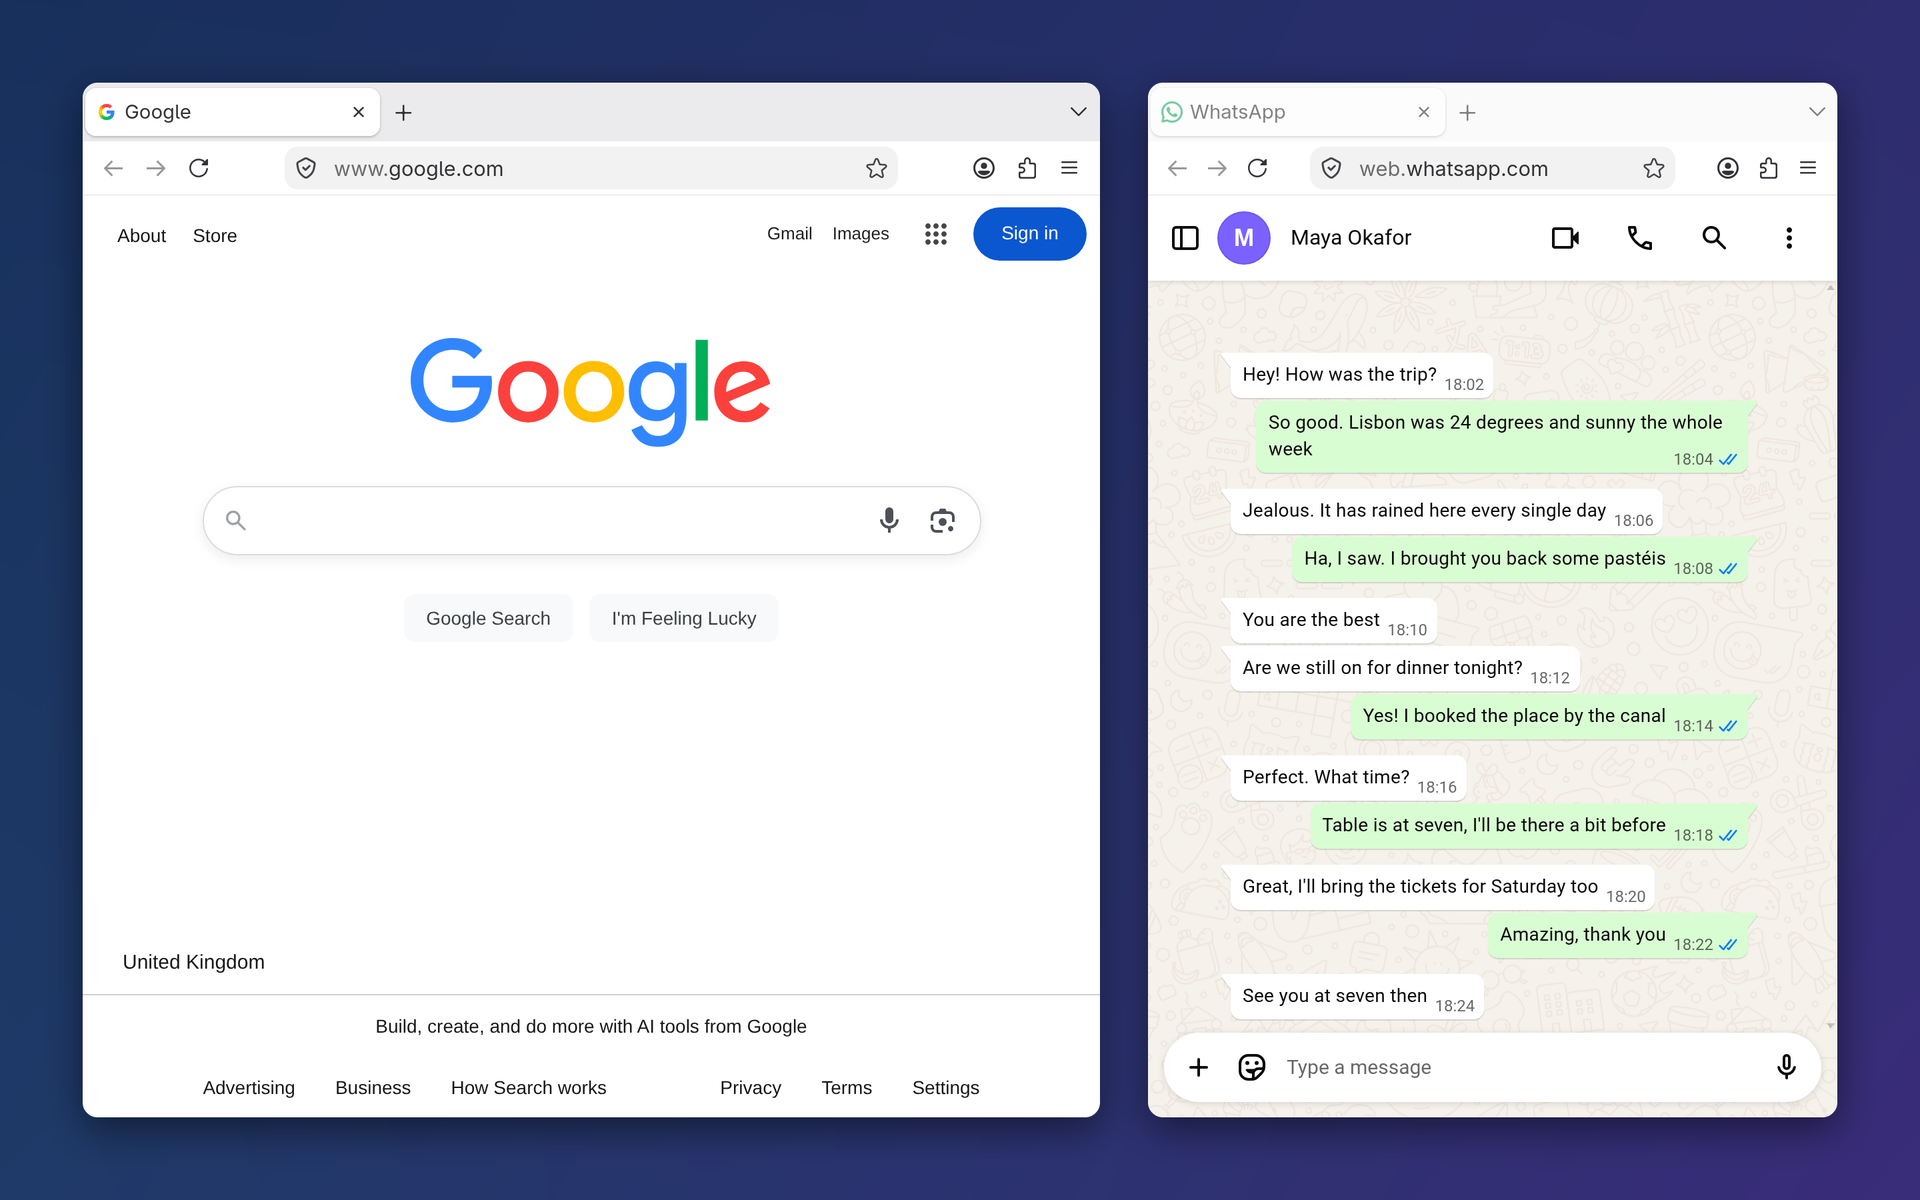 Google
www.google.com
About Store
Gmail Images Sign in
Google
Google Search I'm Feeling Lucky
United Kingdom
Build, create, and do more with AI tools from Google
Advertising Business How Search works Privacy Terms Settings
WhatsApp
web.whatsapp.com
M Maya Okafor
Hey! How was the trip? 18:02
So good. Lisbon was 24 degrees and sunny the whole
week 18:04
Jealous. It has rained here every single day 18:06
Ha, I saw. I brought you back some pastéis 18:08
You are the best 18:10
Are we still on for dinner tonight? 18:12
Yes! I booked the place by the canal 18:14
Perfect. What time? 18:16
Table is at seven, I'll be there a bit before 18:18
Great, I'll bring the tickets for Saturday too 18:20
Amazing, thank you 18:22
See you at seven then 18:24
Type a message